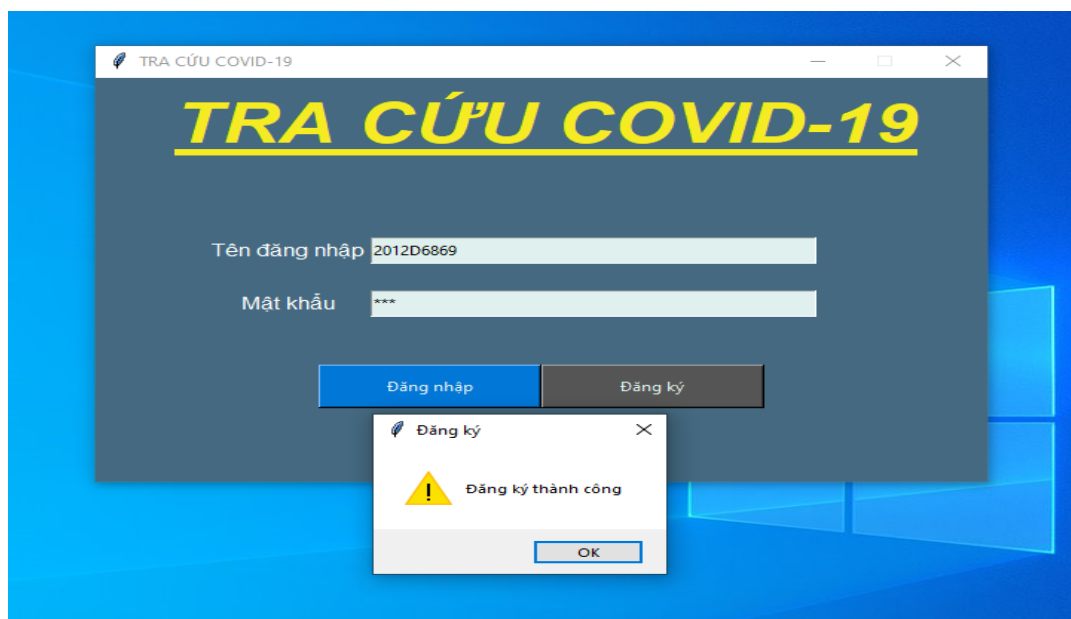 TRA CỨU COVID-19
TRA CỨU COVID-19
Tên đăng nhập 2012D6869
Mật khẩu ***
Đăng nhập Đăng ký
Đăng ký
Đăng ký thành công
OK